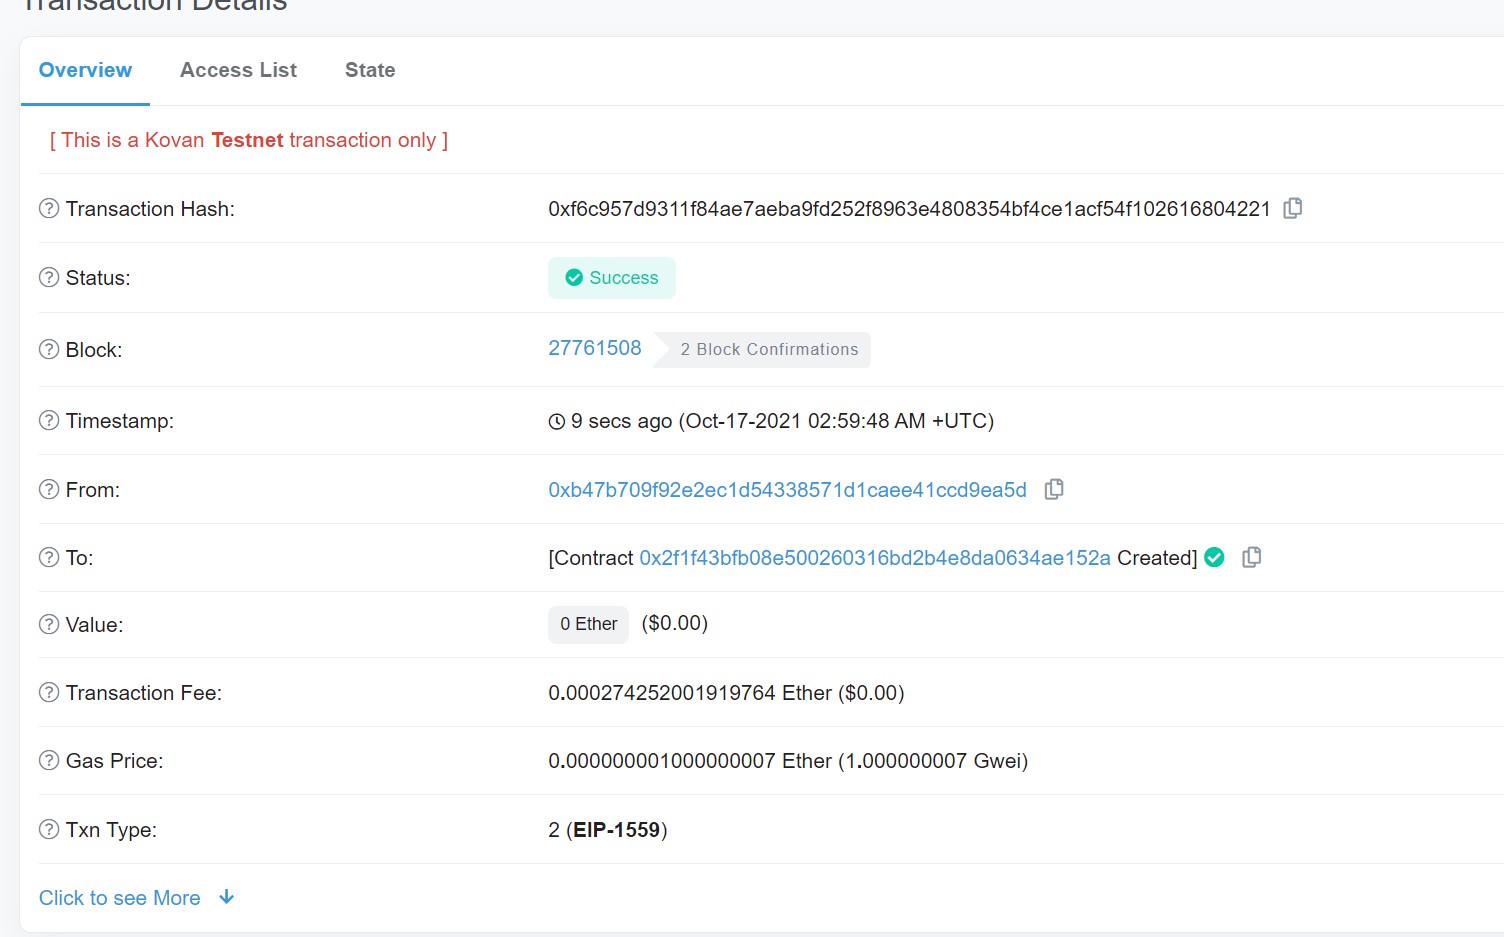 Transaction Details
Overview Access List State
[ This is a Kovan Testnet transaction only ]
Transaction Hash: 0xf6c957d9311f84ae7aeba9fd252f8963e4808354bf4ce1acf54f102616804221
Status: Success
Block: 27761508 2 Block Confirmations
Timestamp: 9 secs ago (Oct-17-2021 02:59:48 AM +UTC)
From: 0xb47b709f92e2ec1d54338571d1caee41ccd9ea5d
To: [Contract 0x2f1f43bfb08e500260316bd2b4e8da0634ae152a Created]
Value: 0 Ether ($0.00)
Transaction Fee: 0.000274252001919764 Ether ($0.00)
Gas Price: 0.000000001000000007 Ether (1.000000007 Gwei)
Txn Type: 2 (EIP-1559)
Click to see More